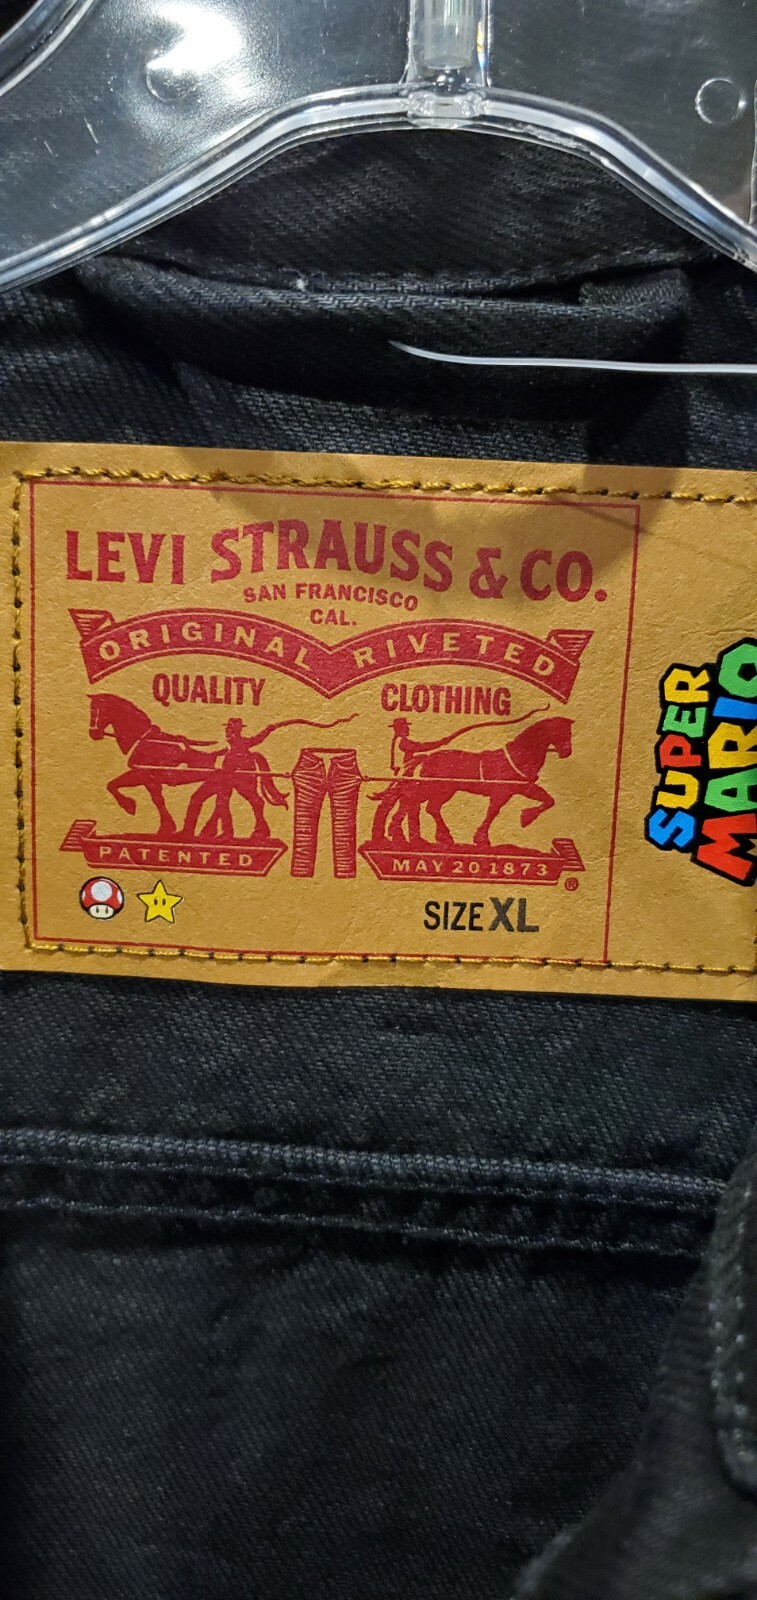 LEVI STRAUSS & CO.
SAN FRANCISCO
CAL.
ORIGINAL RIVETED
QUALITY CLOTHING
PATENTED MAY 20 1873 ®
SIZE XL
SUPER
MARIO